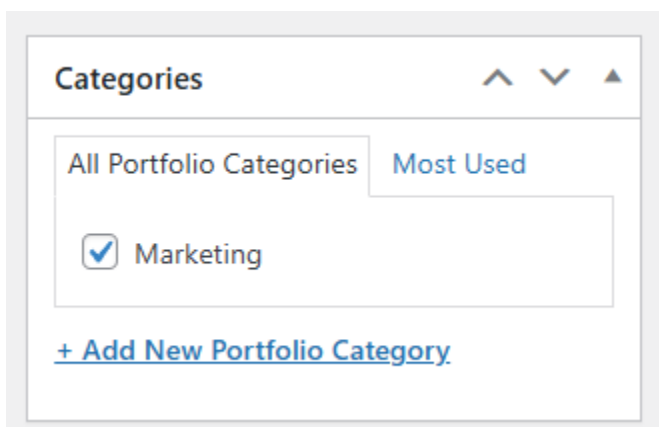 Categories
All Portfolio Categories Most Used
Marketing
+ Add New Portfolio Category